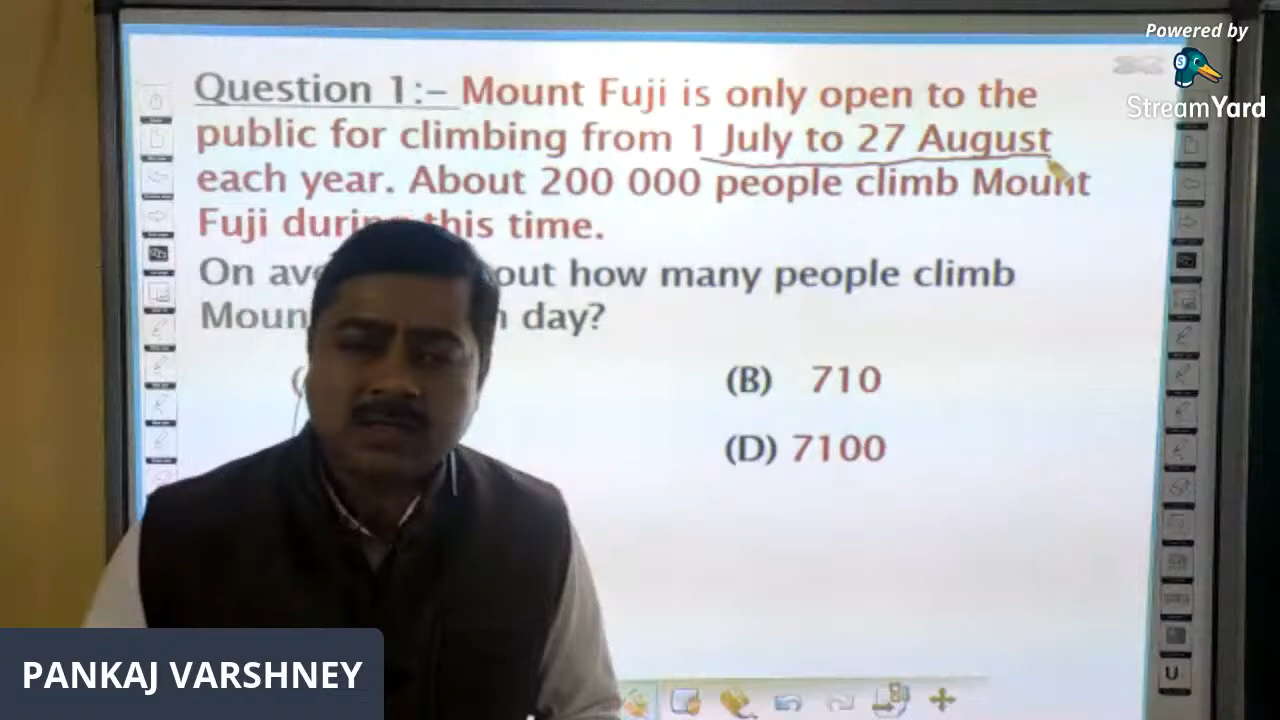 Powered by
StreamYard
Question 1:– Mount Fuji is only open to the
public for climbing from 1 July to 27 August
each year. About 200 000 people climb Mount
Fuji during this time.
On out how many people climb
day?
(B) 710
(D) 7100
PANKAJ VARSHNEY